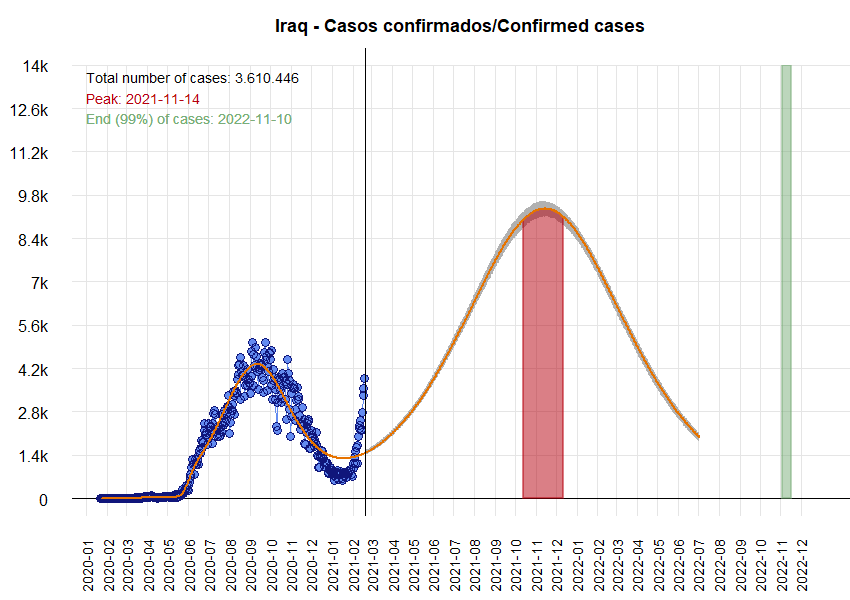 Iraq - Casos confirmados/Confirmed cases
Total number of cases: 3.610.446
Peak: 2021-11-14
End (99%) of cases: 2022-11-10
14k
12.6k
11.2k
9.8k
8.4k
7k
5.6k
4.2k
2.8k
1.4k
0
2020-01
2020-02
2020-03
2020-04
2020-05
2020-06
2020-07
2020-08
2020-09
2020-10
2020-11
2020-12
2021-01
2021-02
2021-03
2021-04
2021-05
2021-06
2021-07
2021-08
2021-09
2021-10
2021-11
2021-12
2022-01
2022-02
2022-03
2022-04
2022-05
2022-06
2022-07
2022-08
2022-09
2022-10
2022-11
2022-12